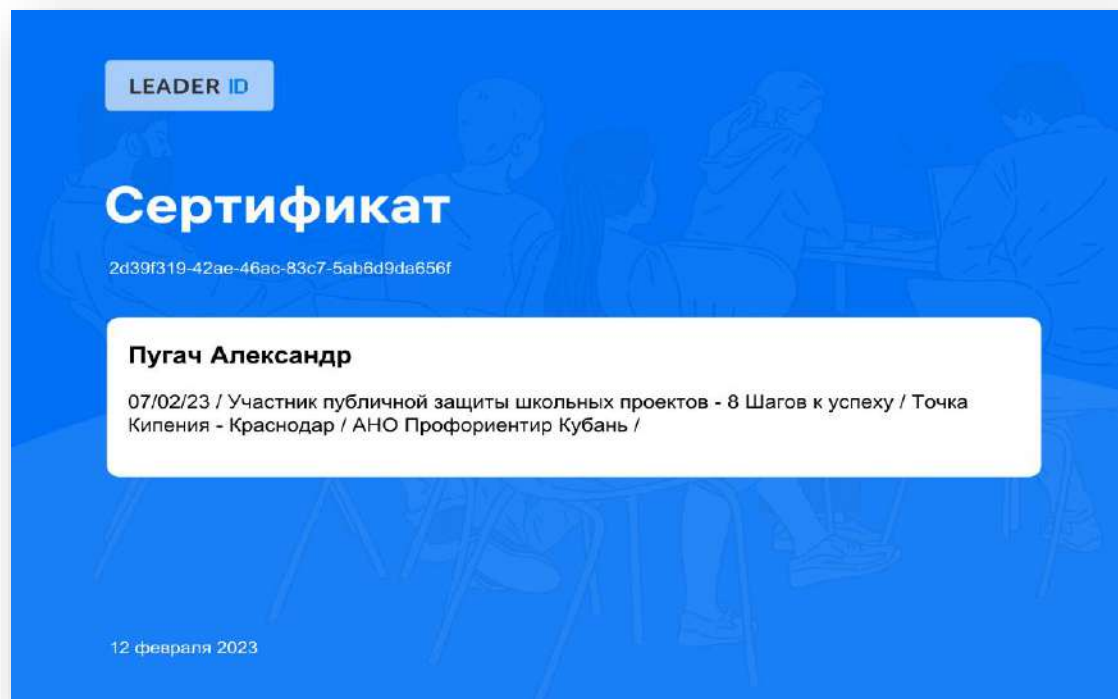 LEADER ID
Сертификат
2d39f319-42ae-46ac-83c7-5ab6d9da656f
Пугач Александр
07/02/23 / Участник публичной защиты школьных проектов - 8 Шагов к успеху / Точка
Кипения - Краснодар / АНО Профориентир Кубань /
12 февраля 2023